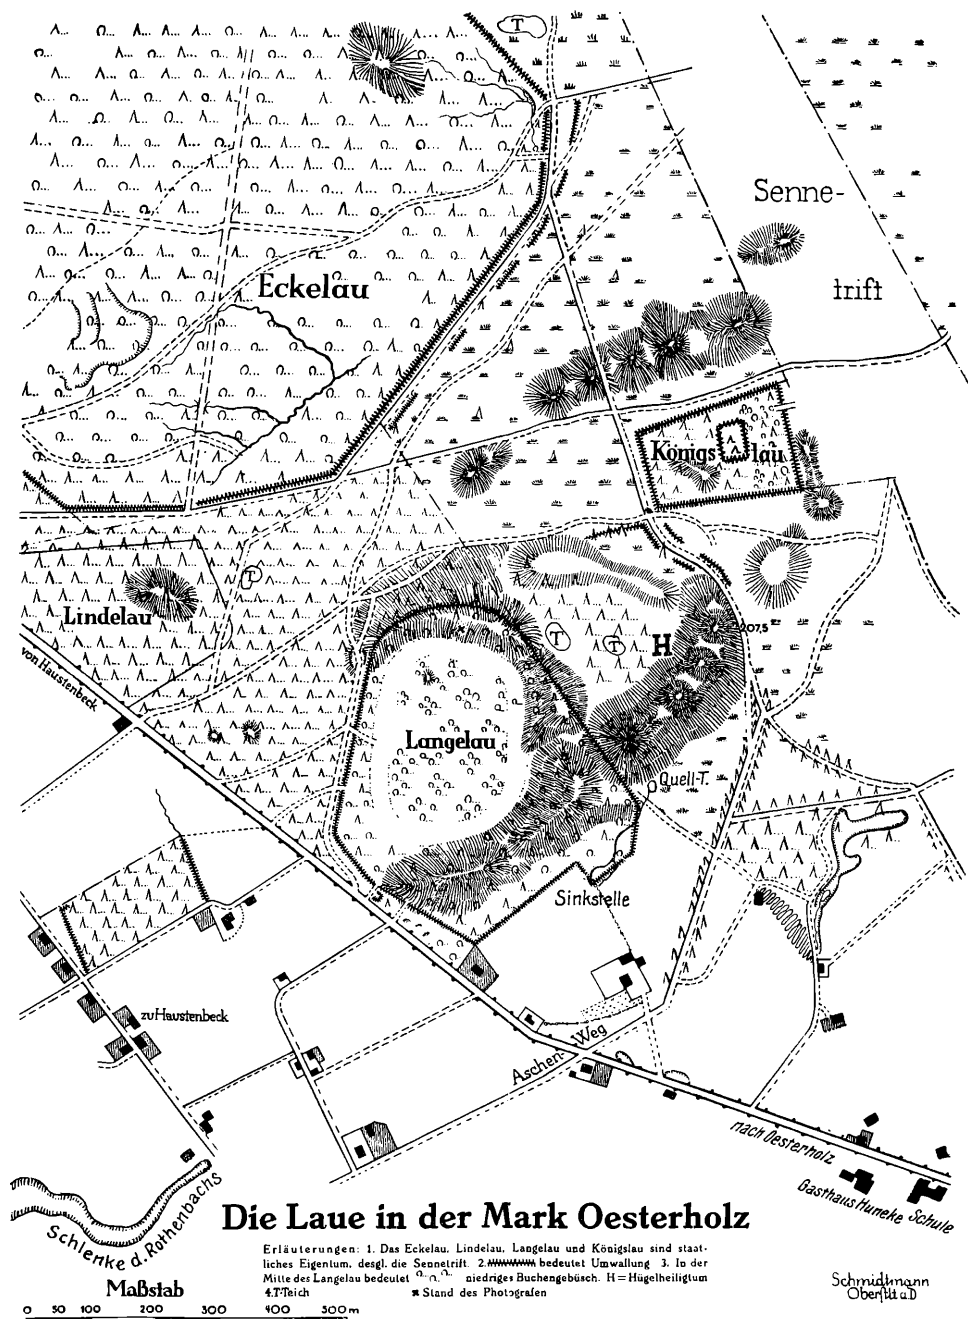 T
Senne-
trift
Eckelau
Königs lau
T
Lindelau
T
T
H
207,5
von Haustenbeck
Langelau
Quell-T.
Sinkstelle
zu Haustenbeck
Aschen-Weg
nach Oesterholz
Gasthaus Huneke
Schule
Schlenke d. Rothenbachs
Die Laue in der Mark Oesterholz
Erläuterungen: 1. Das Eckelau, Lindelau, Langelau und Königslau sind staat-
liches Eigentum, desgl. die Sennetrift. 2. bedeutet Umwallung 3. In der
Mitte des Langelau bedeutet niedriges Buchengebüsch. H = Hügelheiligtum
4. T-Teich Stand des Photografen
Maßstab
0 50 100 200 300 400 500 m
Schmidtmann